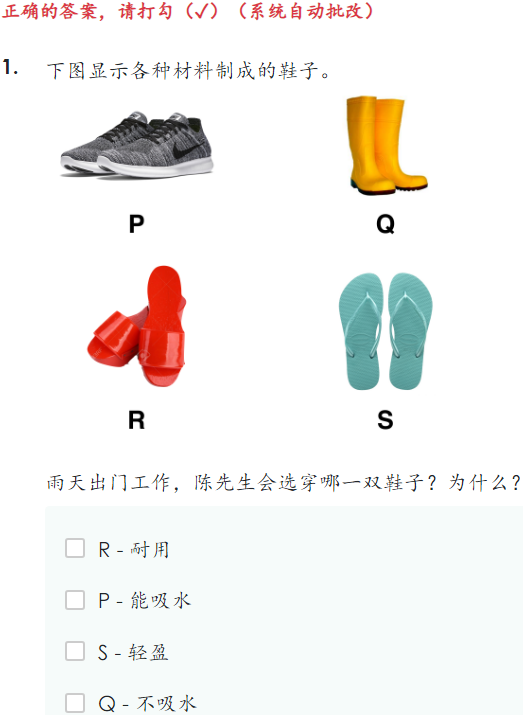 正确的答案，请打勾（✓）（系统自动批改）
1. 下图显示各种材料制成的鞋子。
P
Q
R
S
雨天出门工作，陈先生会选穿哪一双鞋子？为什么？
R - 耐用
P - 能吸水
S - 轻盈
Q - 不吸水